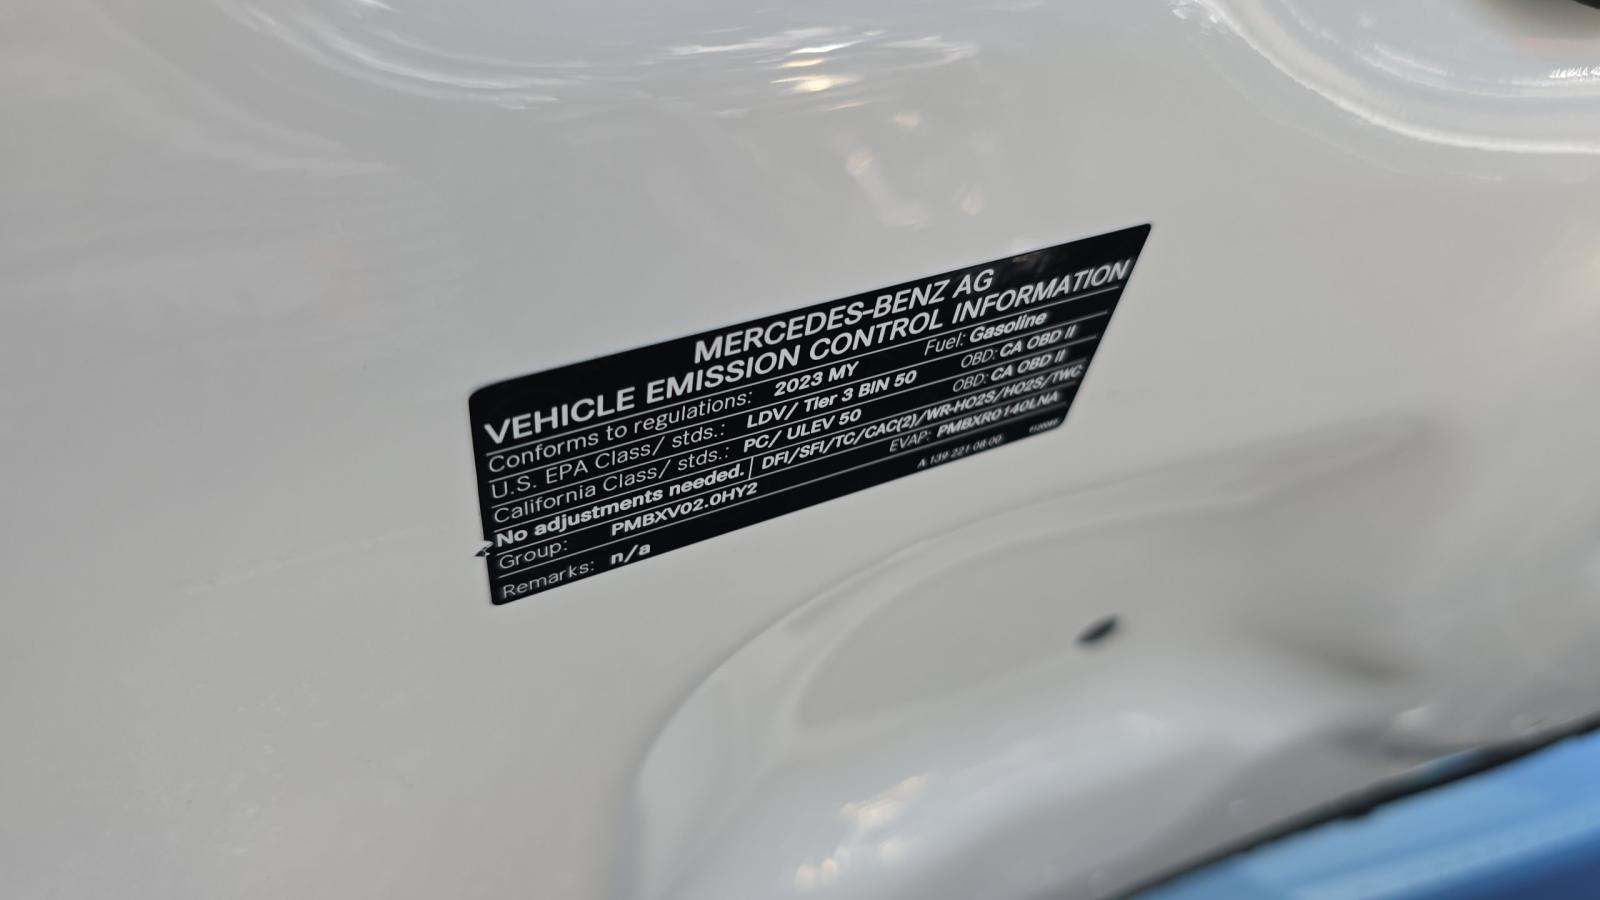 MERCEDES-BENZ AG
VEHICLE EMISSION CONTROL INFORMATION
Conforms to regulations: 2023 MY Fuel: Gasoline
U.S. EPA Class/ stds.: LDV/ Tier 3 BIN 50 OBD: CA OBD II
California Class/ stds.: PC/ ULEV 50 OBD: CA OBD II
No adjustments needed. DFI/SFI/TC/CAC(2)/WR-HO2S/HO2S/TWC
Group: PMBXV02.0HY2 EVAP: PMBXR0140LNA
Remarks: n/a A 139 221 08 00